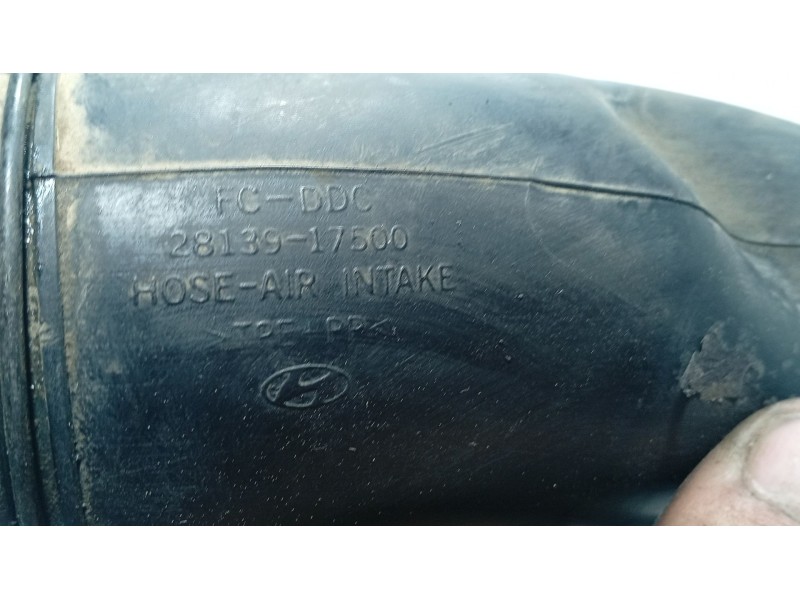 FC-DDC
28139-17500
HOSE-AIR INTAKE